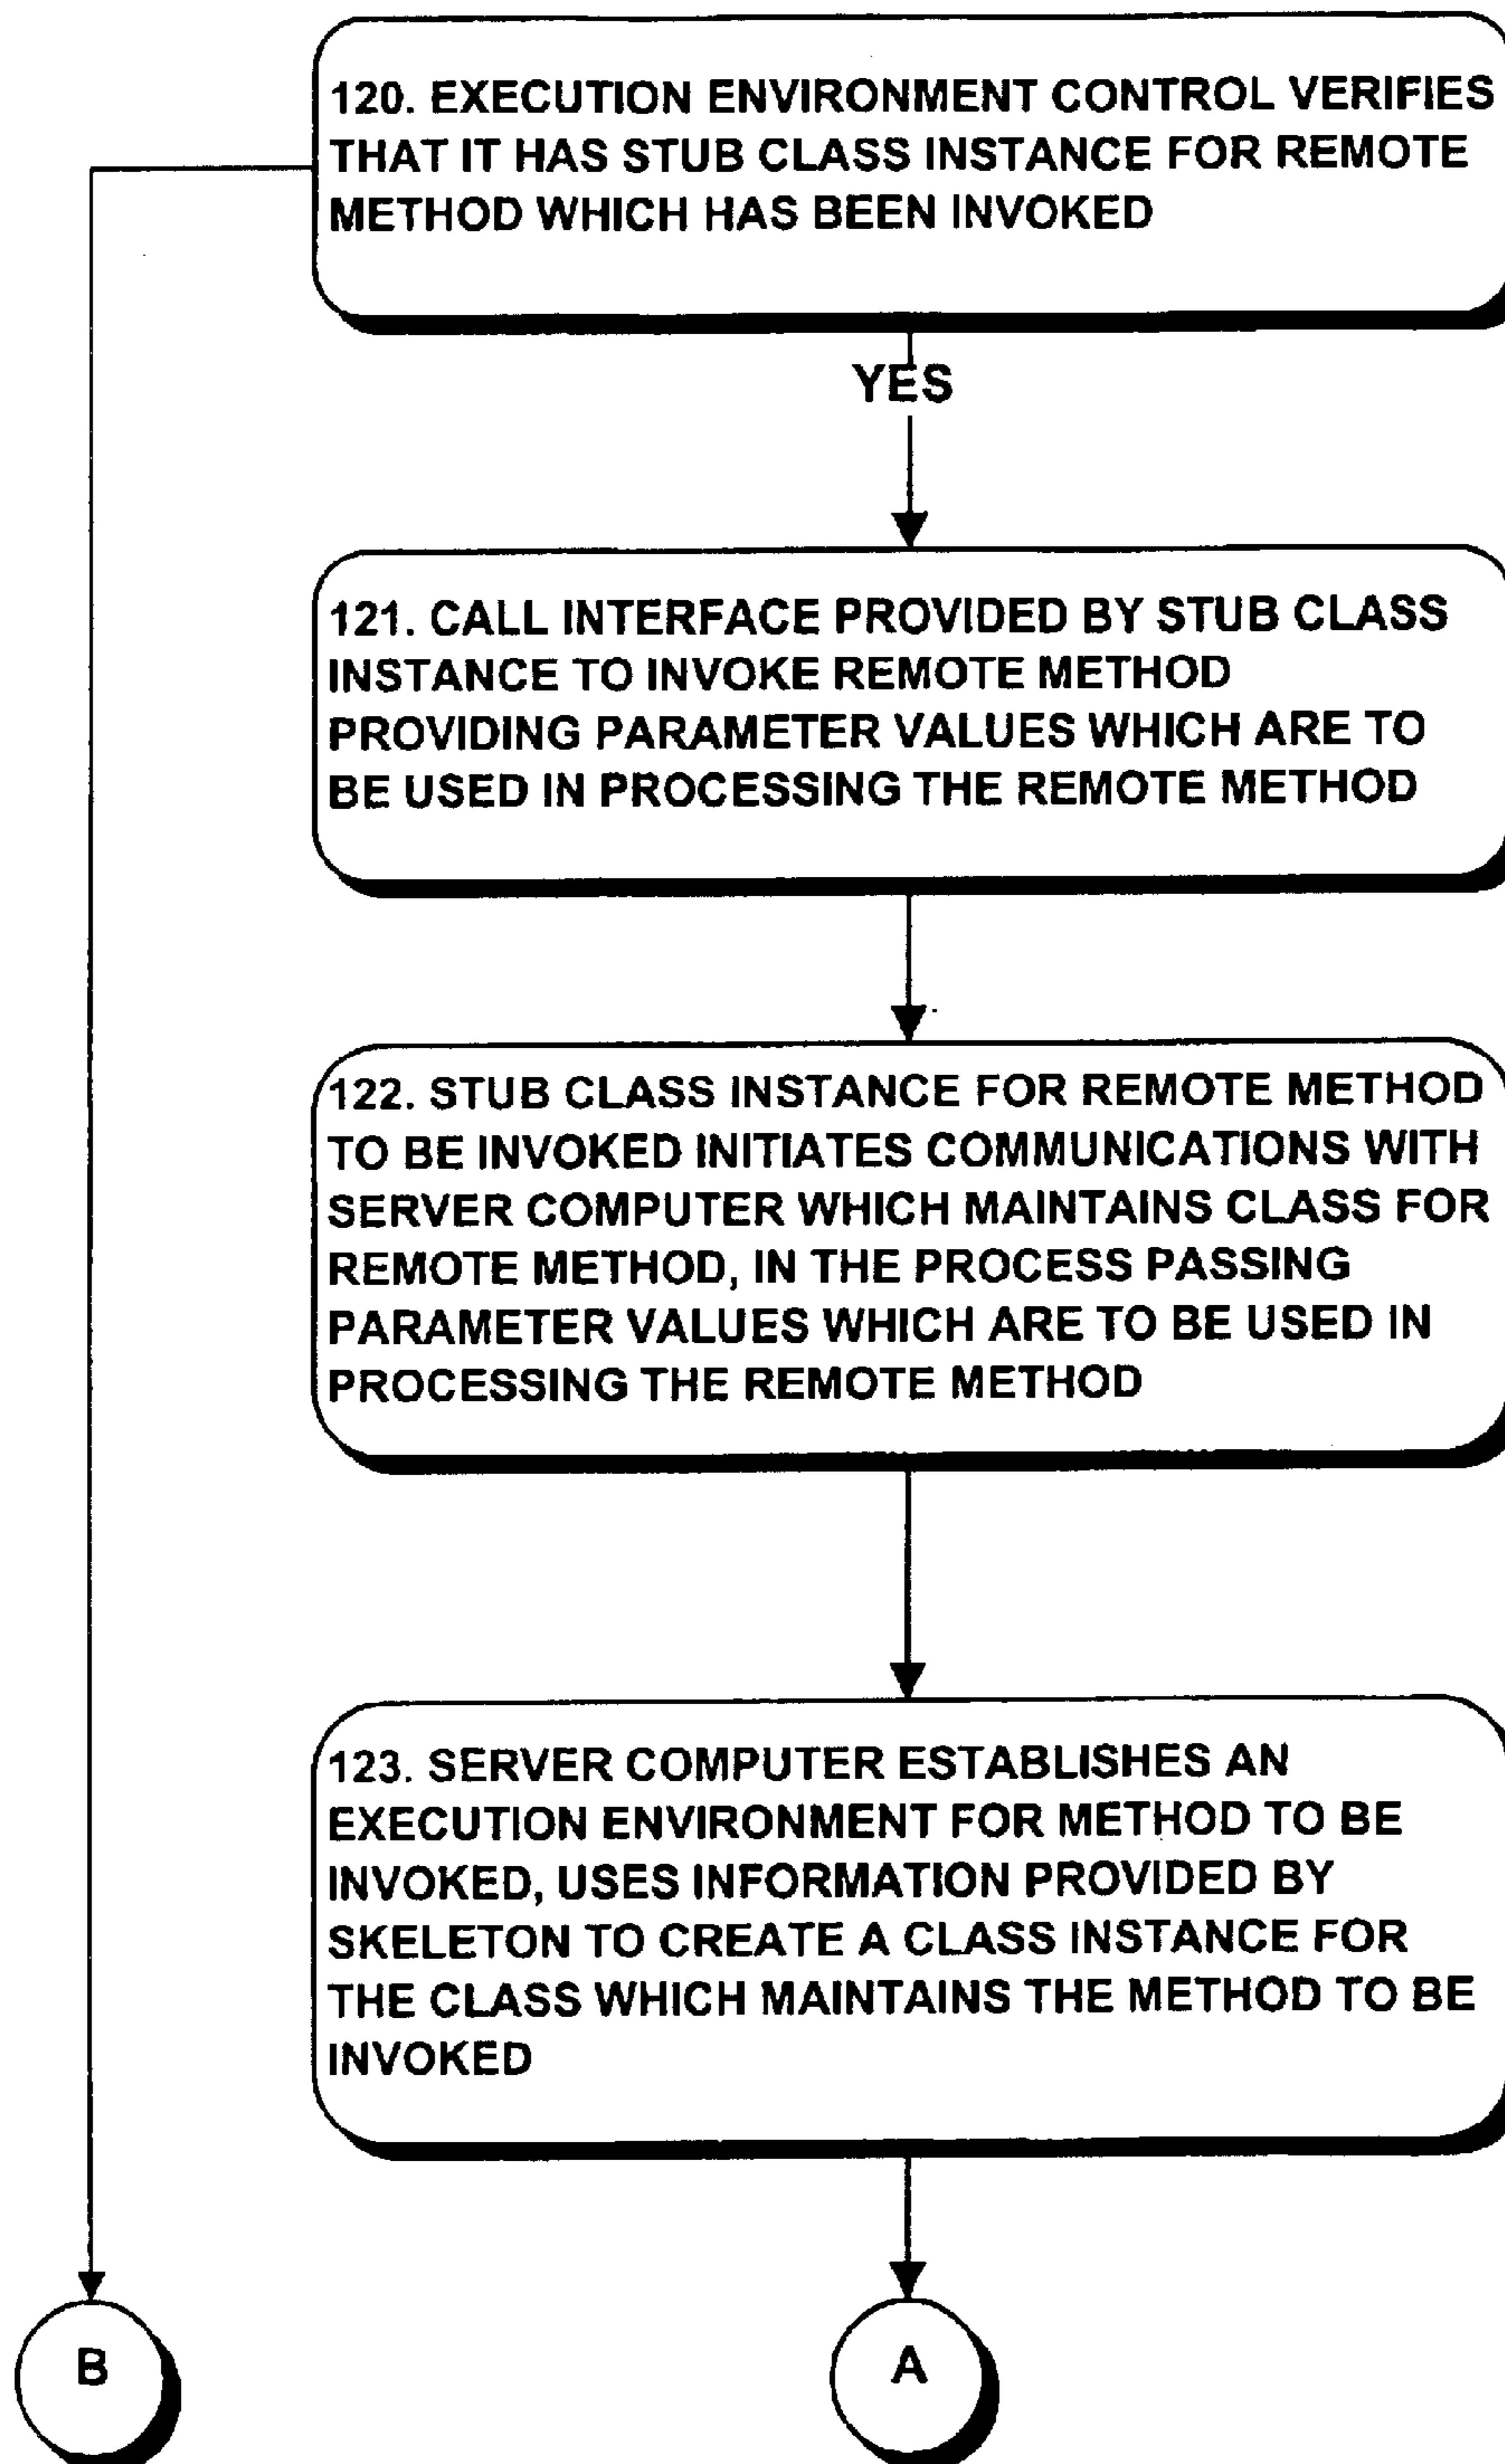 120. EXECUTION ENVIRONMENT CONTROL VERIFIES
THAT IT HAS STUB CLASS INSTANCE FOR REMOTE
METHOD WHICH HAS BEEN INVOKED
YES
121. CALL INTERFACE PROVIDED BY STUB CLASS
INSTANCE TO INVOKE REMOTE METHOD
PROVIDING PARAMETER VALUES WHICH ARE TO
BE USED IN PROCESSING THE REMOTE METHOD
122. STUB CLASS INSTANCE FOR REMOTE METHOD
TO BE INVOKED INITIATES COMMUNICATIONS WITH
SERVER COMPUTER WHICH MAINTAINS CLASS FOR
REMOTE METHOD, IN THE PROCESS PASSING
PARAMETER VALUES WHICH ARE TO BE USED IN
PROCESSING THE REMOTE METHOD
123. SERVER COMPUTER ESTABLISHES AN
EXECUTION ENVIRONMENT FOR METHOD TO BE
INVOKED, USES INFORMATION PROVIDED BY
SKELETON TO CREATE A CLASS INSTANCE FOR
THE CLASS WHICH MAINTAINS THE METHOD TO BE
INVOKED
B
A